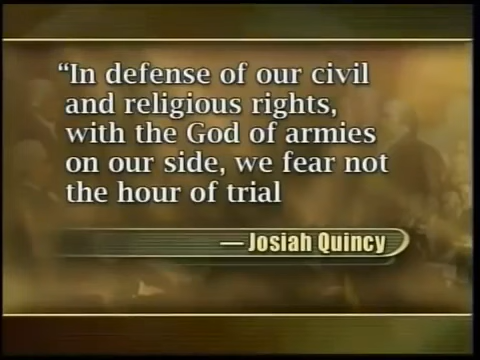 “In defense of our civil
and religious rights,
with the God of armies
on our side, we fear not
the hour of trial
— Josiah Quincy